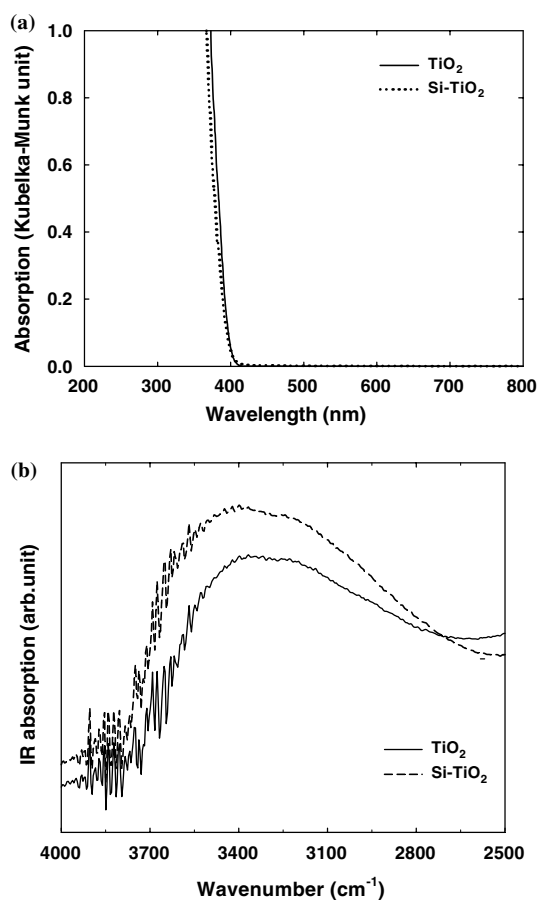 (a)
Absorption (Kubelka-Munk unit)
1.0
0.8
0.6
0.4
0.2
0.0
TiO₂
Si-TiO₂
200 300 400 500 600 700 800
Wavelength (nm)
(b)
IR absorption (arb.unit)
TiO₂
Si-TiO₂
4000 3700 3400 3100 2800 2500
Wavenumber (cm⁻¹)